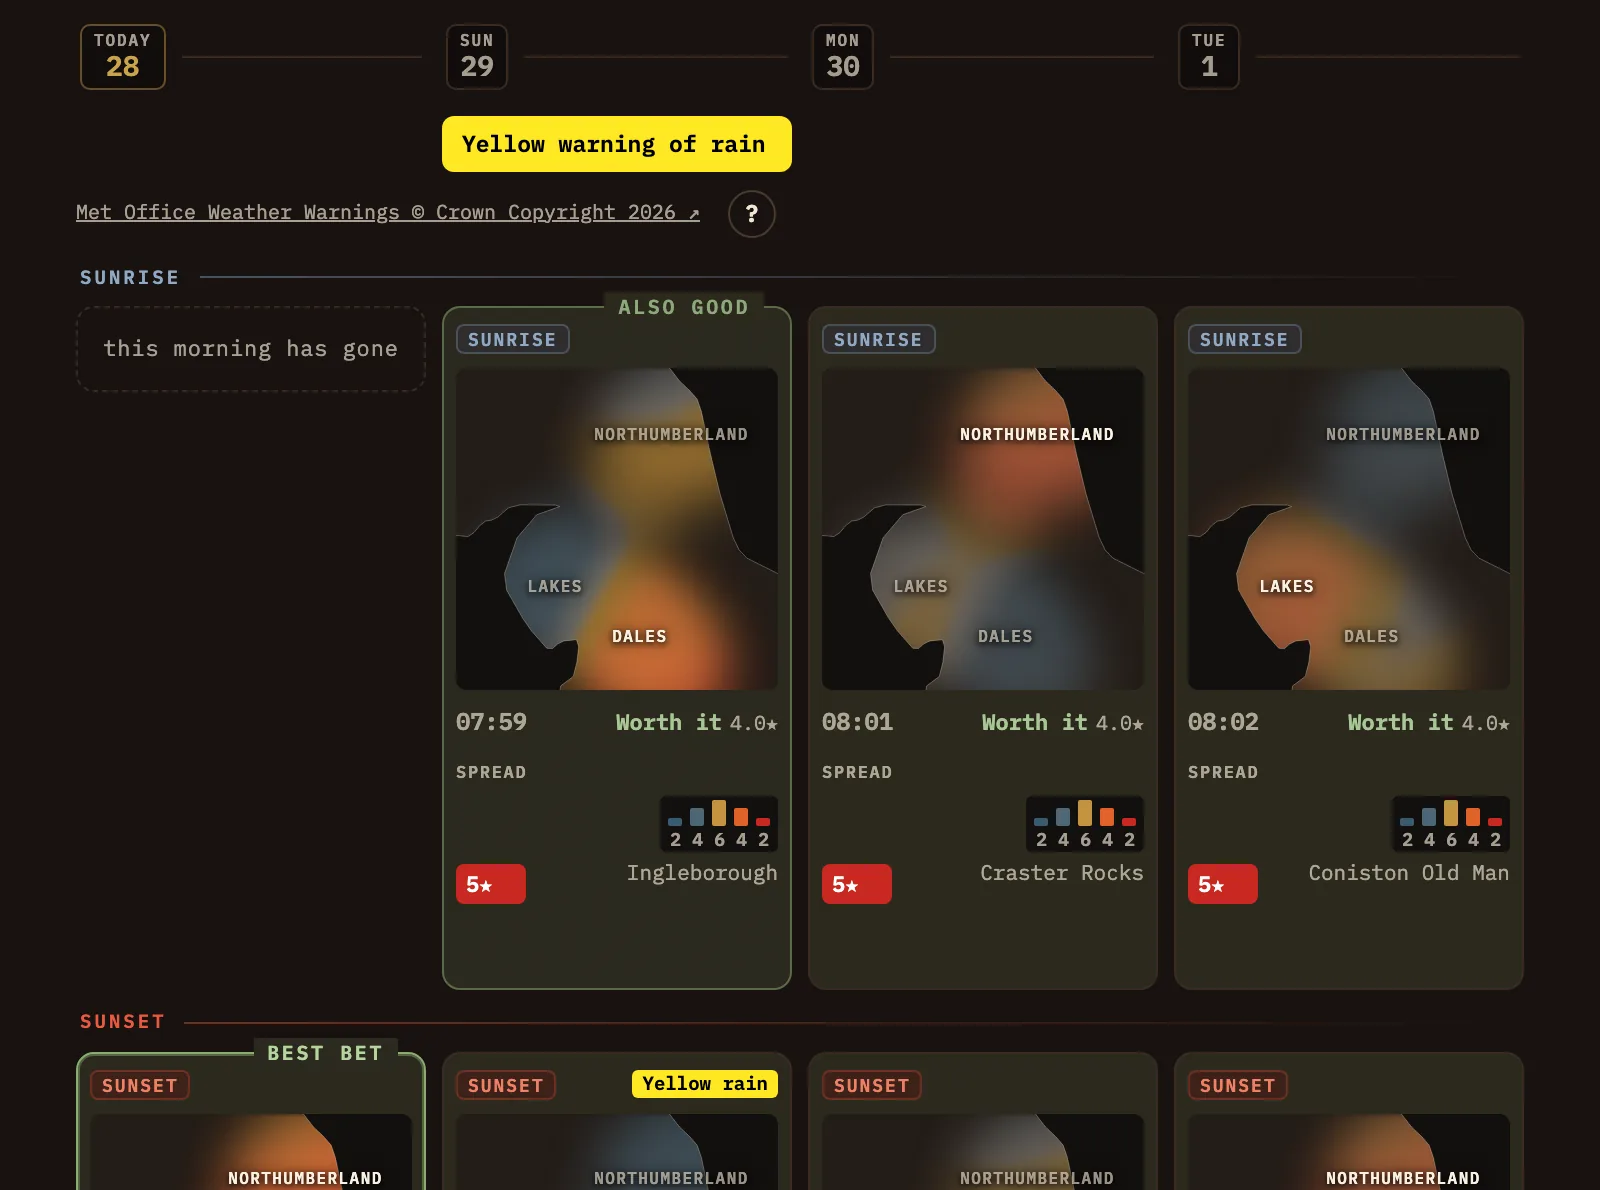 TODAY
28
SUN
29
MON
30
TUE
1
Yellow warning of rain
Met Office Weather Warnings © Crown Copyright 2026 ↗
?
SUNRISE
this morning has gone
ALSO GOOD
SUNRISE
NORTHUMBERLAND
LAKES
DALES
07:59
Worth it 4.0★
SPREAD
2 4 6 4 2
5★
Ingleborough
SUNRISE
NORTHUMBERLAND
LAKES
DALES
08:01
Worth it 4.0★
SPREAD
2 4 6 4 2
5★
Craster Rocks
SUNRISE
NORTHUMBERLAND
LAKES
DALES
08:02
Worth it 4.0★
SPREAD
2 4 6 4 2
5★
Coniston Old Man
SUNSET
BEST BET
SUNSET
NORTHUMBERLAND
SUNSET
Yellow rain
NORTHUMBERLAND
SUNSET
NORTHUMBERLAND
SUNSET
NORTHUMBERLAND